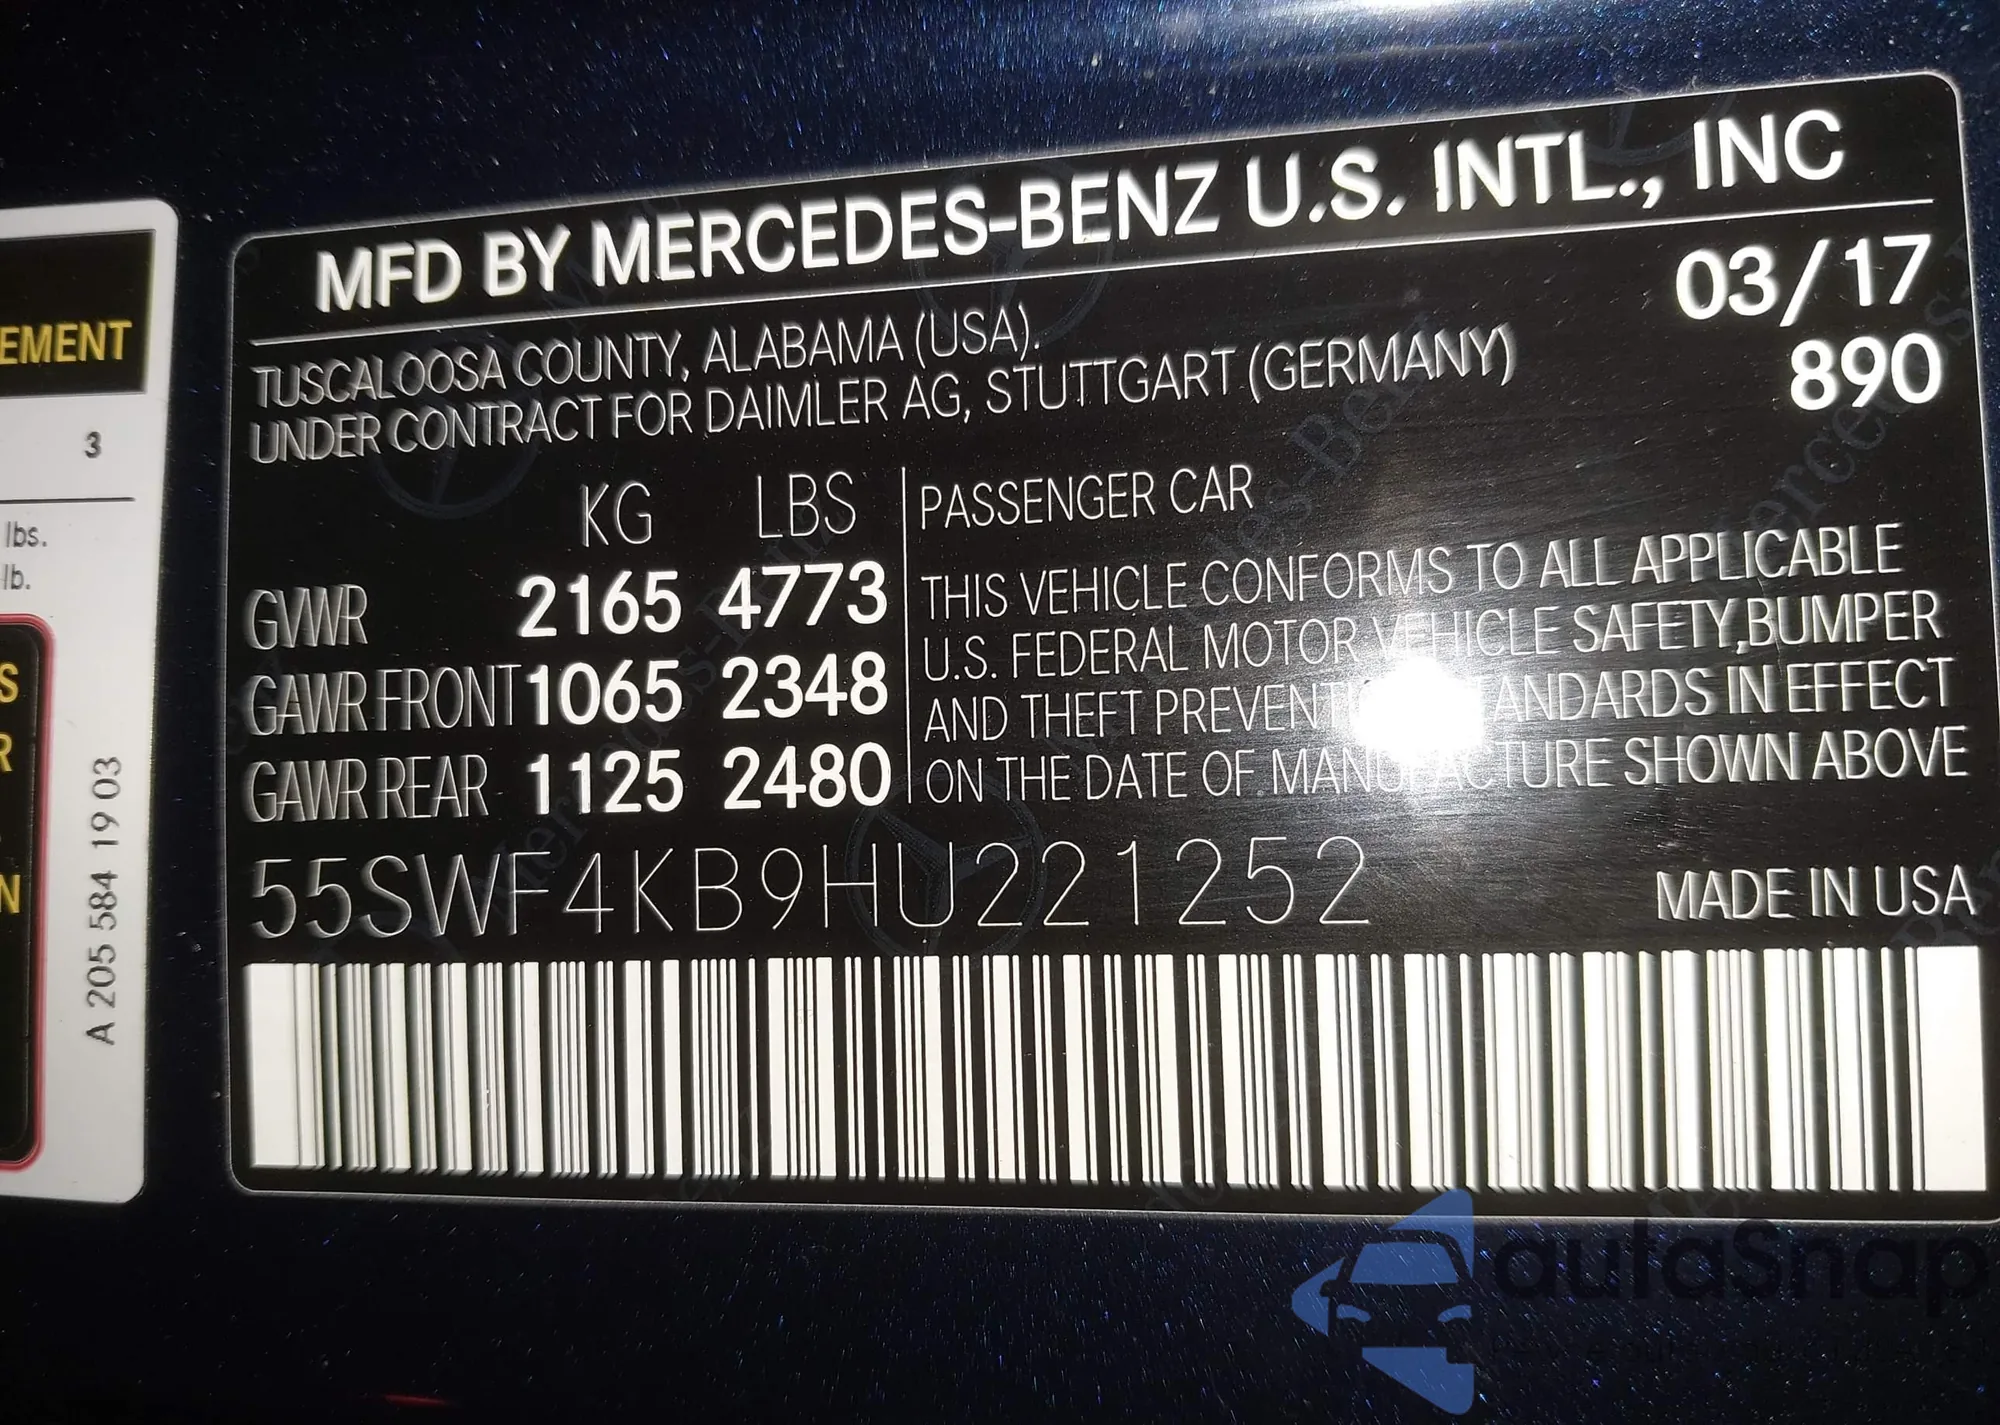 EMENT
3
lbs.
lb.
S
R
N
A 205 584 19 03
MFD BY MERCEDES-BENZ U.S. INTL., INC
03/17
TUSCALOOSA COUNTY, ALABAMA (USA).
UNDER CONTRACT FOR DAIMLER AG, STUTTGART (GERMANY)
890
KG LBS
GVWR 2165 4773
GAWR FRONT 1065 2348
GAWR REAR 1125 2480
PASSENGER CAR
THIS VEHICLE CONFORMS TO ALL APPLICABLE
U.S. FEDERAL MOTOR VEHICLE SAFETY,BUMPER
AND THEFT PREVENT ANDARDS IN EFFECT
ON THE DATE OF MANUFACTURE SHOWN ABOVE
55SWF4KB9HU221252
MADE IN USA
autaSnap